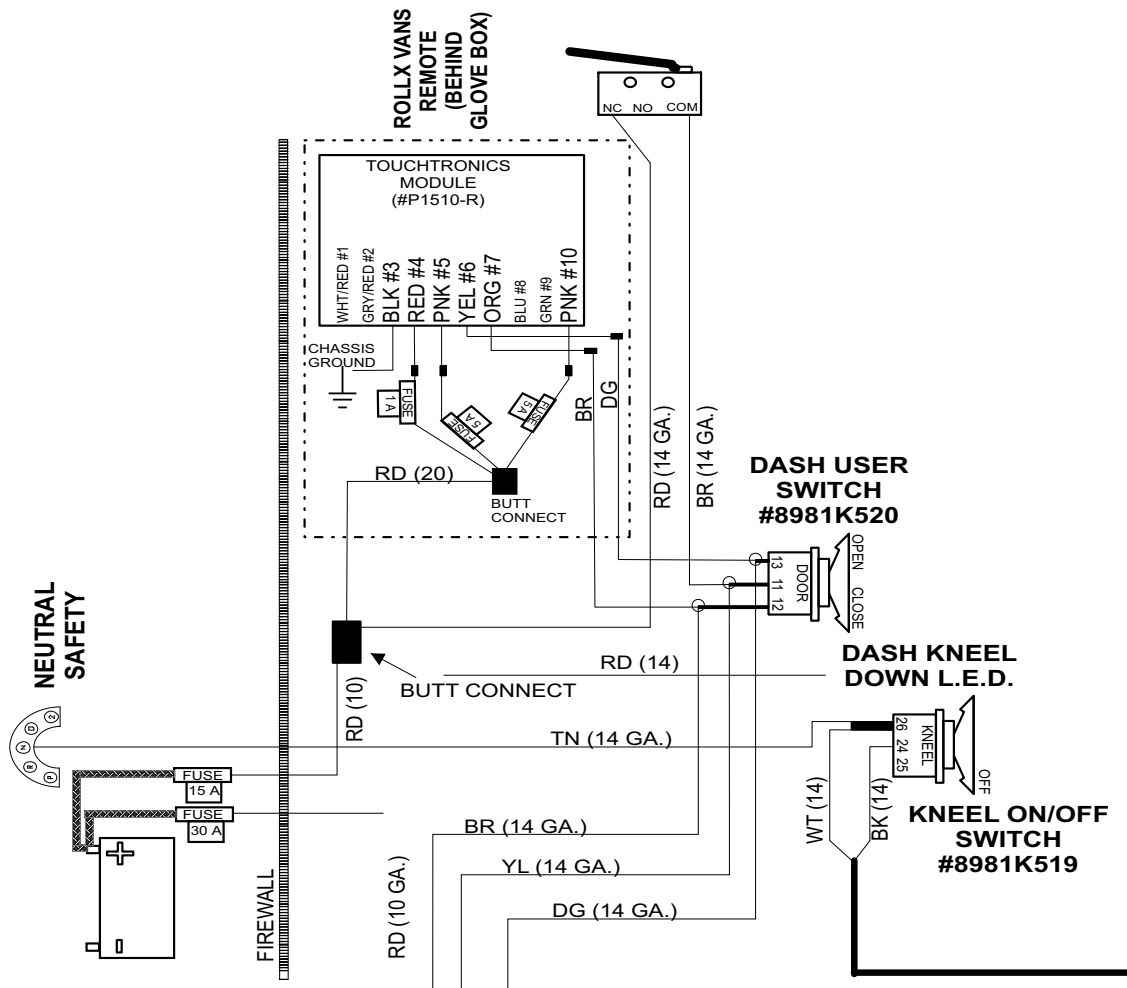 ROLLX VANS
REMOTE
(BEHIND
GLOVE BOX)
NC NO COM
TOUCHTRONICS
MODULE
(#P1510-R)
WHT/RED #1
GRY/RED #2
BLK #3
RED #4
PNK #5
YEL #6
ORG #7
BLU #8
GRN #9
PNK #10
CHASSIS
GROUND
FUSE
1 A
FUSE
5 A
FUSE
5 A
BR
DG
RD (20)
BUTT
CONNECT
RD (14 GA.)
BR (14 GA.)
DASH USER
SWITCH
#8981K520
13
11
12
DOOR
OPEN
CLOSE
NEUTRAL
SAFETY
2
D
N
R
P
BUTT CONNECT
RD (14)
DASH KNEEL
DOWN L.E.D.
RD (10)
TN (14 GA.)
26
24
25
KNEEL
OFF
FUSE
15 A
FUSE
30 A
WT (14)
BK (14)
KNEEL ON/OFF
SWITCH
#8981K519
BR (14 GA.)
YL (14 GA.)
DG (14 GA.)
RD (10 GA.)
FIREWALL
+
-